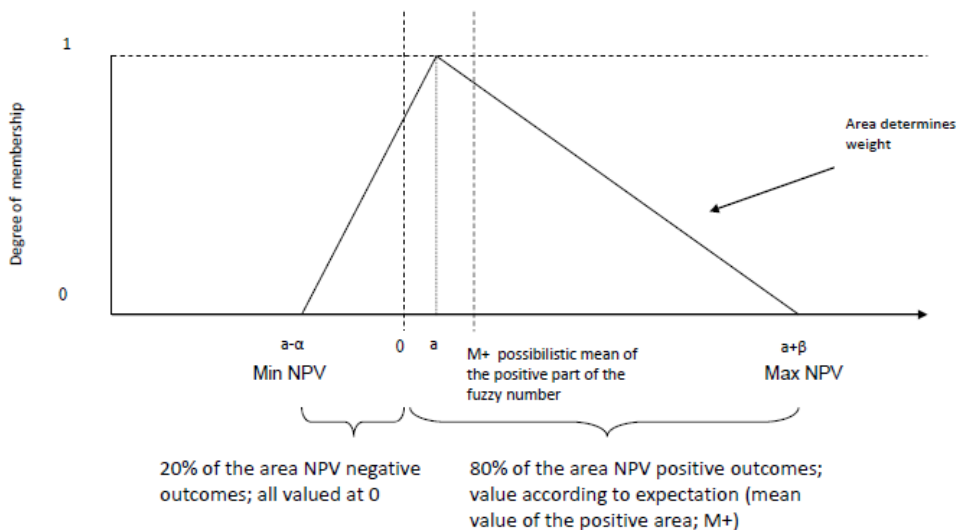 1
Degree of membership
Area determines
weight
0
a-α
0
a
a+β
Min NPV
M+ possibilistic mean of
the positive part of the
fuzzy number
Max NPV
20% of the area NPV negative
outcomes; all valued at 0
80% of the area NPV positive outcomes;
value according to expectation (mean
value of the positive area; M+)